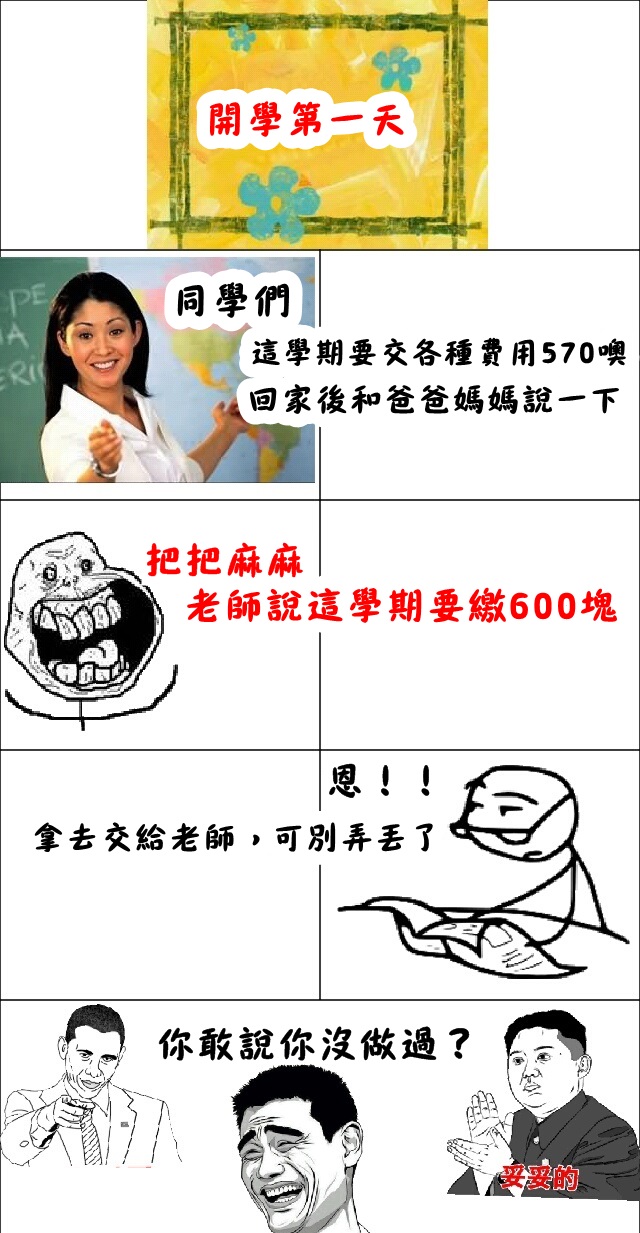 開學第一天
同學們
這學期要交各種費用570噢
回家後和爸爸媽媽說一下
把把麻麻
老師說這學期要繳600塊
恩！！
拿去交給老師，可別弄丟了
你敢說你沒做過？
妥妥的